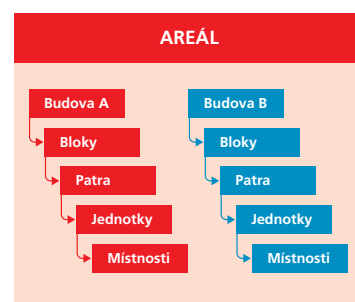 AREÁL
Budova A
Bloky
Patra
Jednotky
Místnosti
Budova B
Bloky
Patra
Jednotky
Místnosti